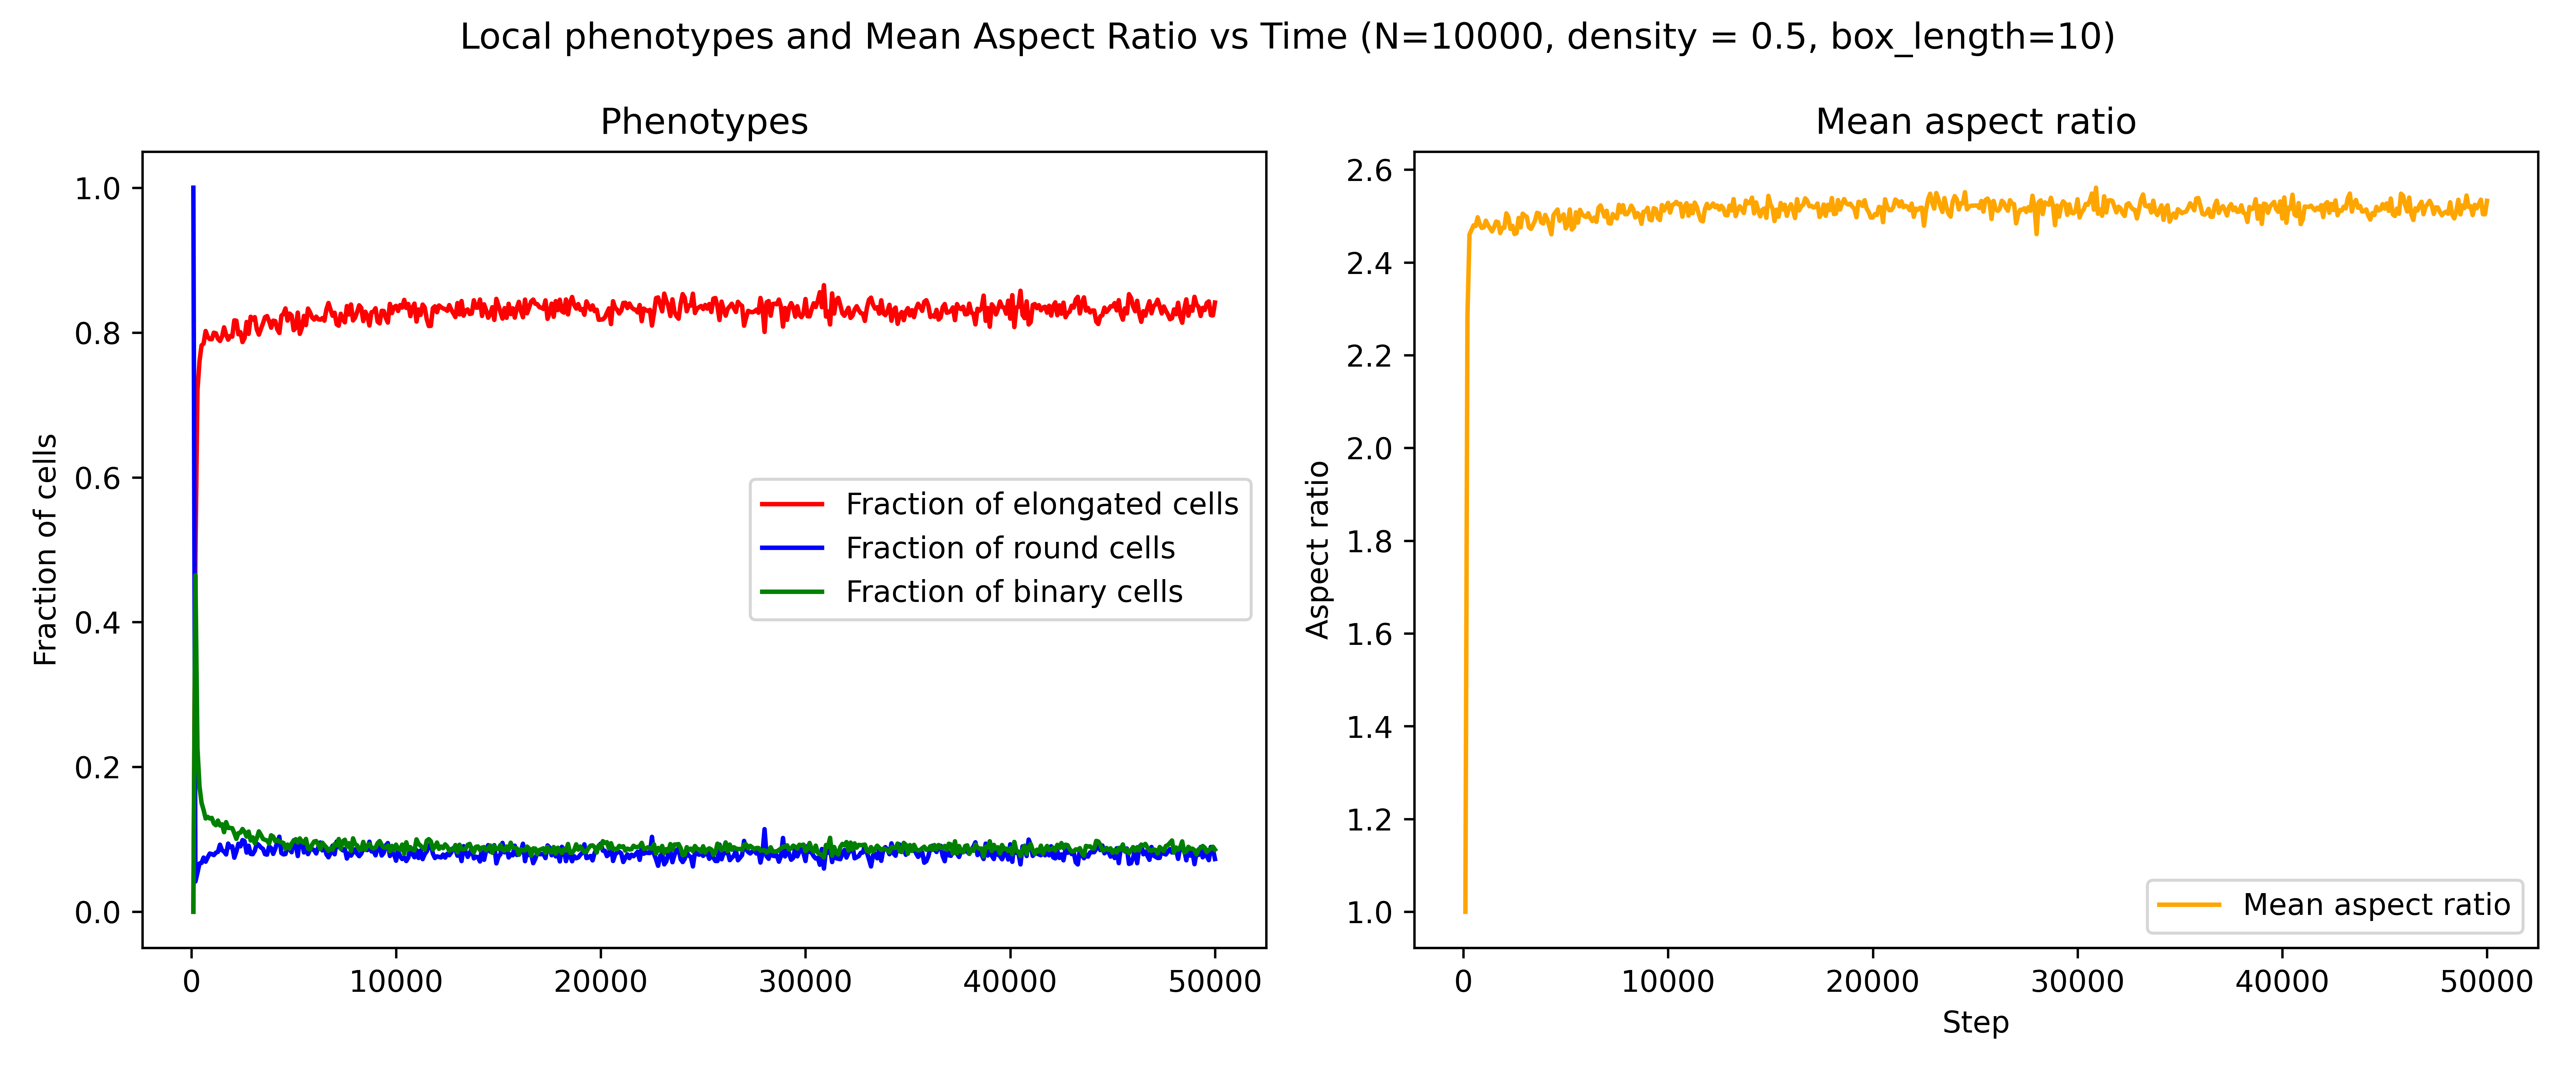 Local phenotypes and Mean Aspect Ratio vs Time (N=10000, density = 0.5, box_length=10)
Phenotypes
Fraction of cells
1.0
0.8
0.6
0.4
0.2
0.0
Fraction of elongated cells
Fraction of round cells
Fraction of binary cells
0 10000 20000 30000 40000 50000
Mean aspect ratio
Aspect ratio
2.6
2.4
2.2
2.0
1.8
1.6
1.4
1.2
1.0
Mean aspect ratio
0 10000 20000 30000 40000 50000
Step